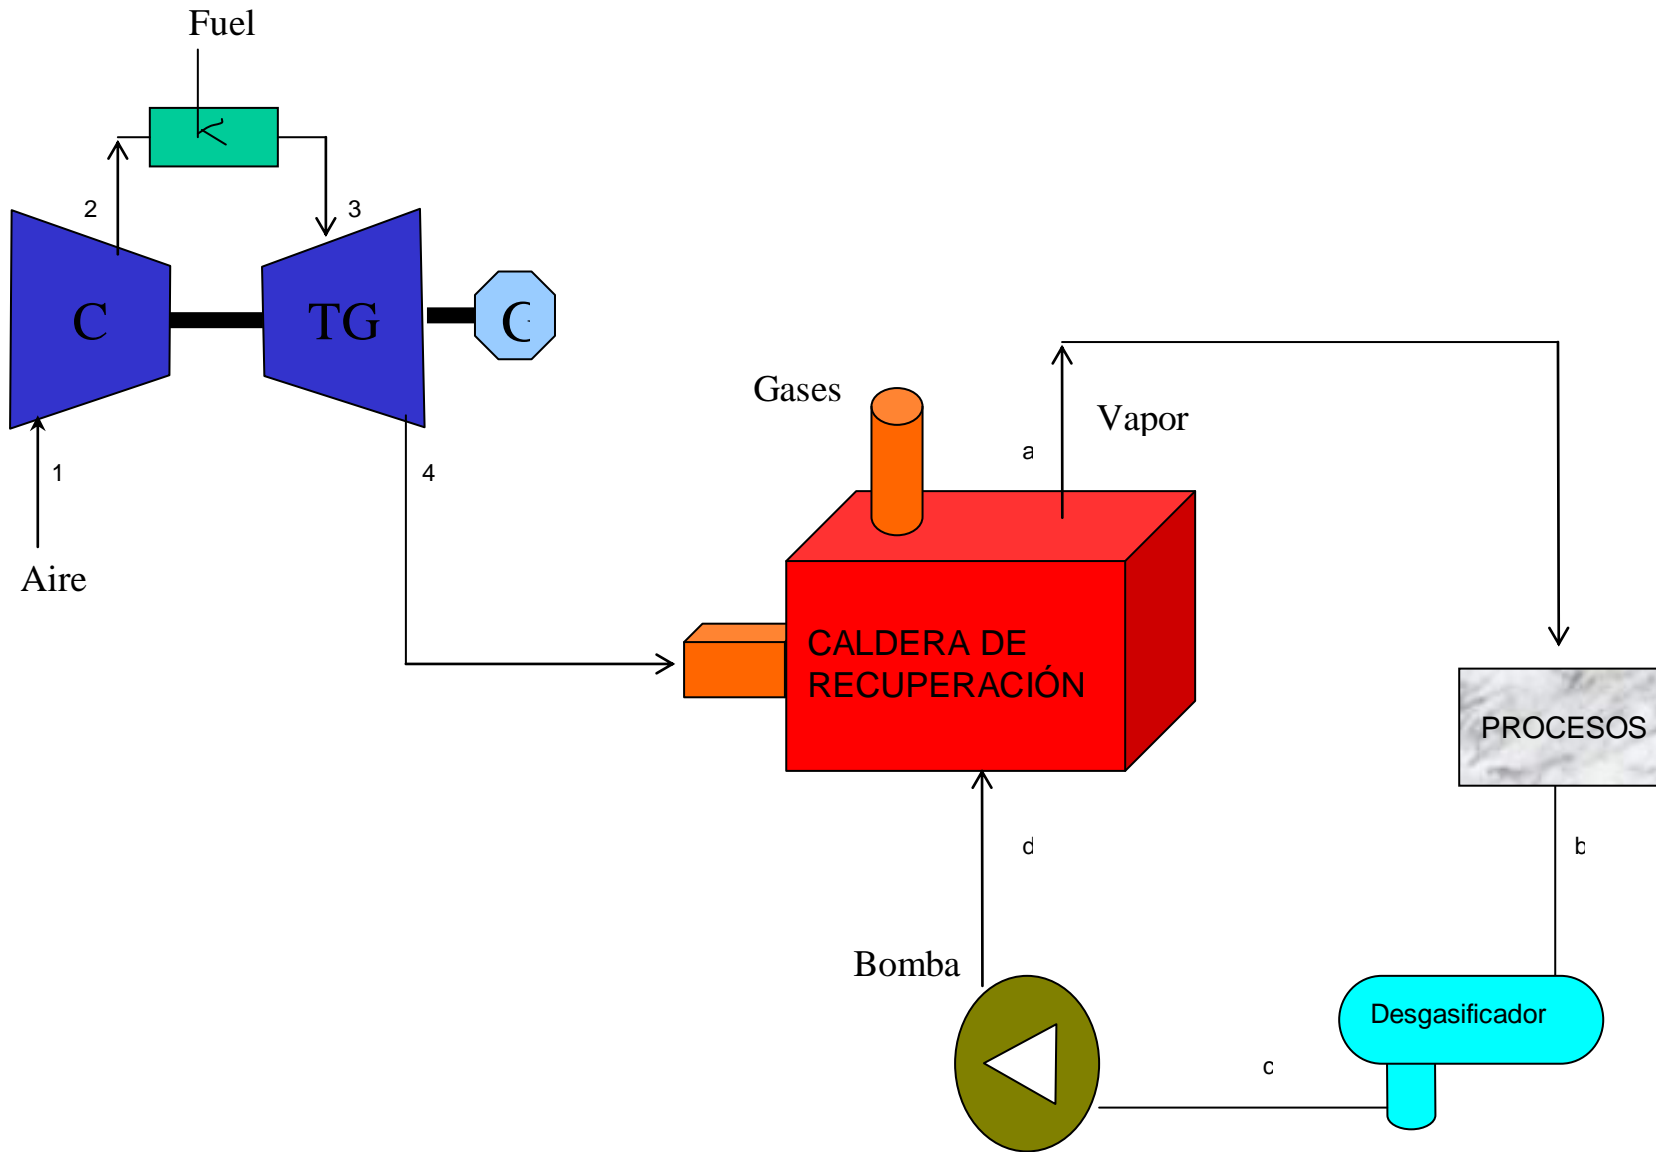 Fuel
2
3
C
TG
G
1
4
Aire
Gases
Vapor
a
CALDERA DE
RECUPERACIÓN
PROCESOS
d
b
Bomba
Desgasificador
c